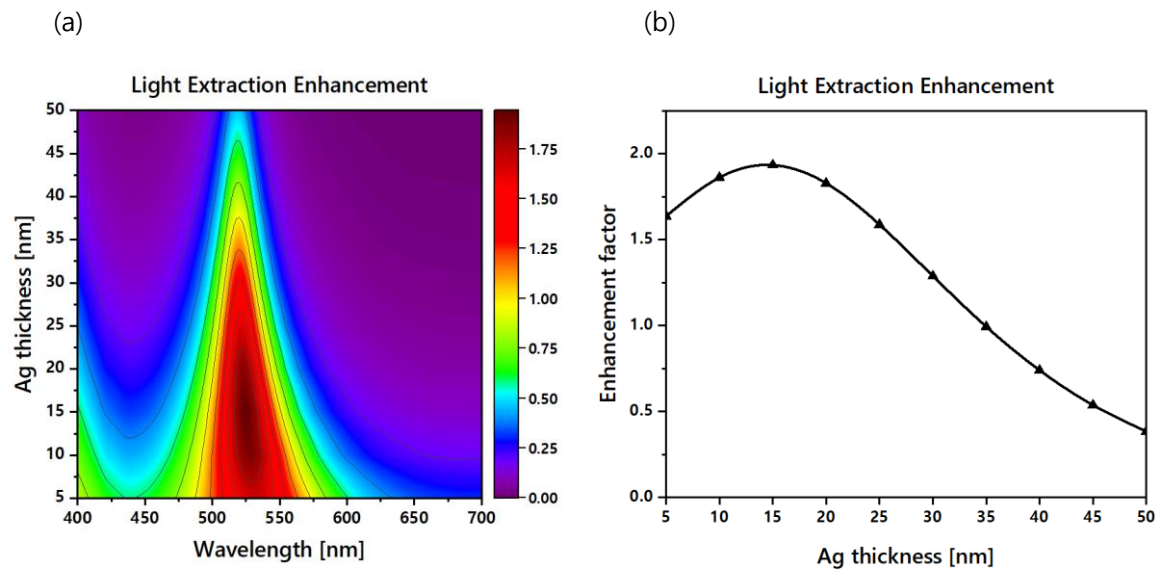 (a)
Light Extraction Enhancement
50
45
40
35
30
25
20
15
10
5
Ag thickness [nm]
400 450 500 550 600 650 700
Wavelength [nm]
1.75
1.50
1.25
1.00
0.75
0.50
0.25
0.00
(b)
Light Extraction Enhancement
2.0
1.5
1.0
0.5
0.0
Enhancement factor
5 10 15 20 25 30 35 40 45 50
Ag thickness [nm]